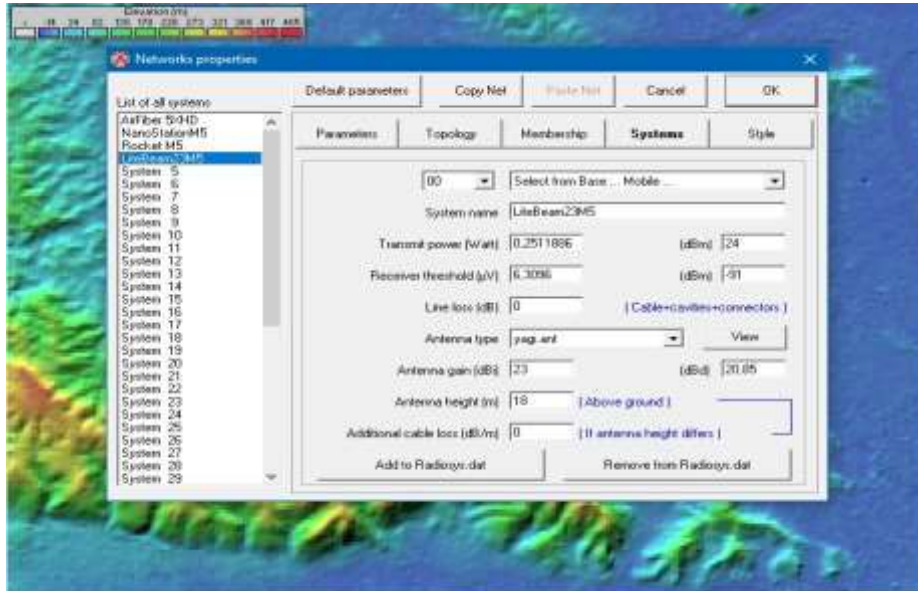 Elevation (m)
Networks properties
Default parameters Copy Net Paste Net Cancel OK
List of all systems
AirFiber 5XHD
NanoStationM5
Rocket M5
LiteBeam23M5
System 5
System 6
System 7
System 8
System 9
System 10
System 11
System 12
System 13
System 14
System 15
System 16
System 17
System 18
System 19
System 20
System 21
System 22
System 23
System 24
System 25
System 26
System 27
System 28
System 29
Parameters Topology Membership Systems Style
00 Select from Base ... Mobile ...
System name LiteBeam23M5
Transmit power (Watt) 0,2511886 (dBm) 24
Receiver threshold (µV) 6,3096 (dBm) -91
Line loss (dB) 0 ( Cable+cavities+connectors )
Antenna type yagi.ant View
Antenna gain (dBi) 23 (dBd) 20,85
Antenna height (m) 18 ( Above ground )
Additional cable loss (dB/m) 0 ( If antenna height differs )
Add to Radiosys.dat Remove from Radiosys.dat